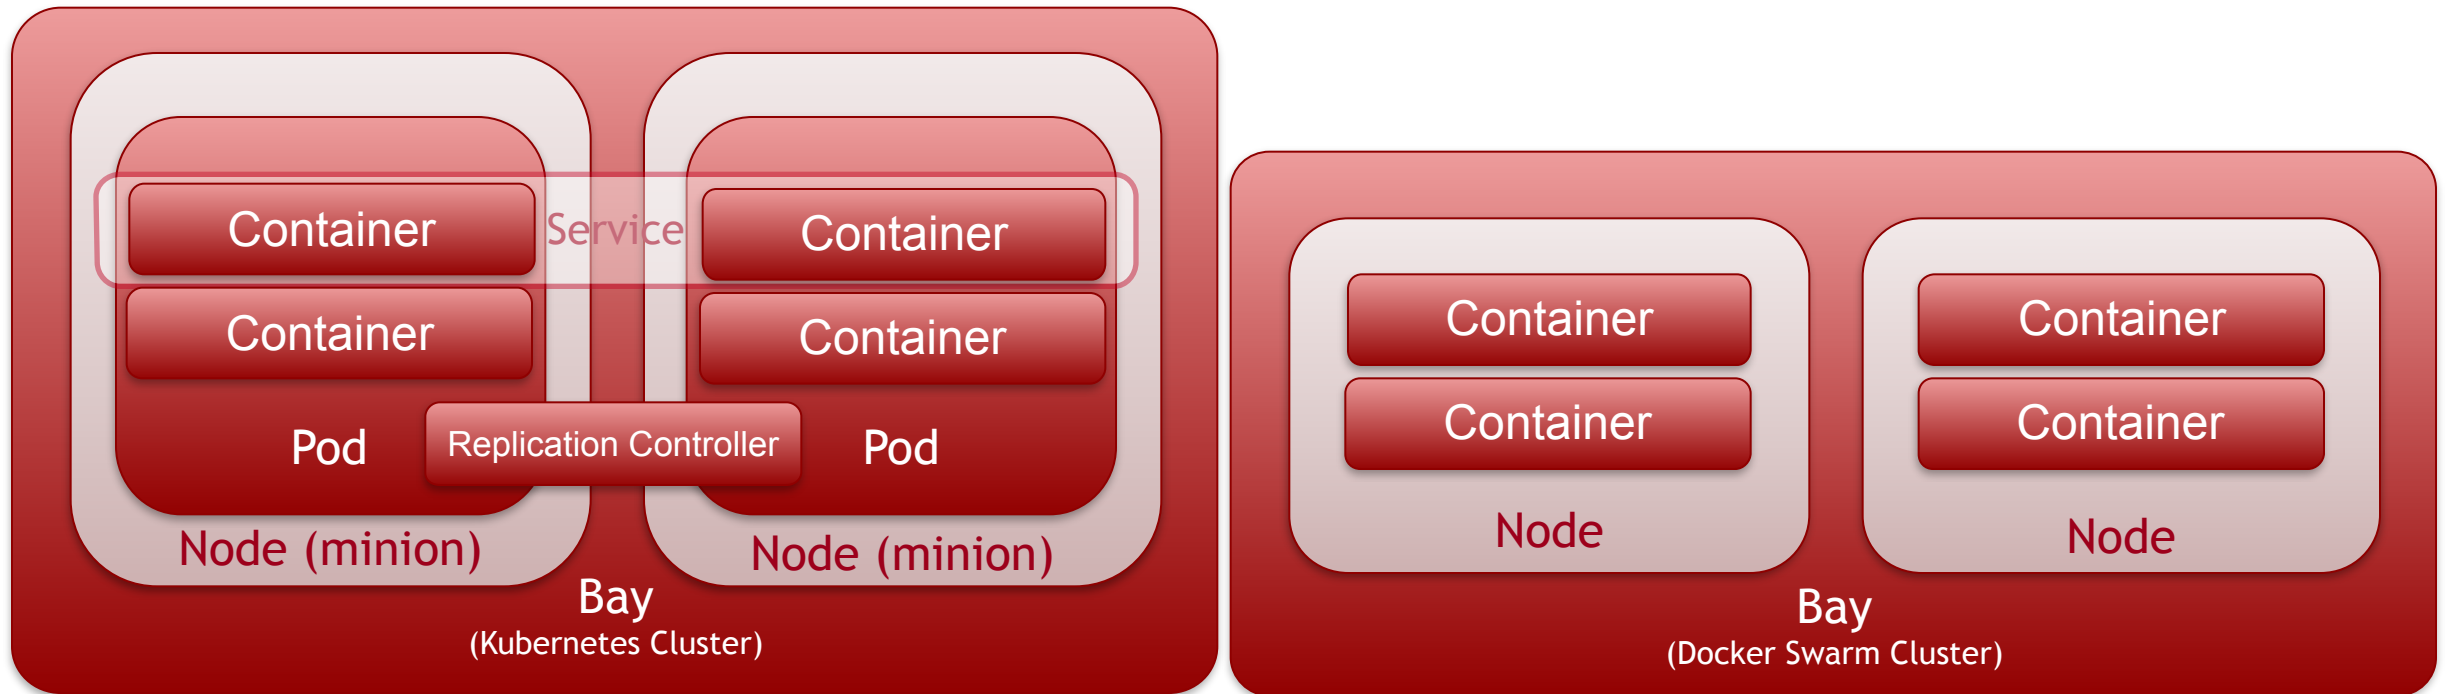 Container
Service
Container
Container
Container
Pod
Replication Controller
Pod
Node (minion)
Node (minion)
Bay
(Kubernetes Cluster)
Container
Container
Container
Container
Node
Node
Bay
(Docker Swarm Cluster)